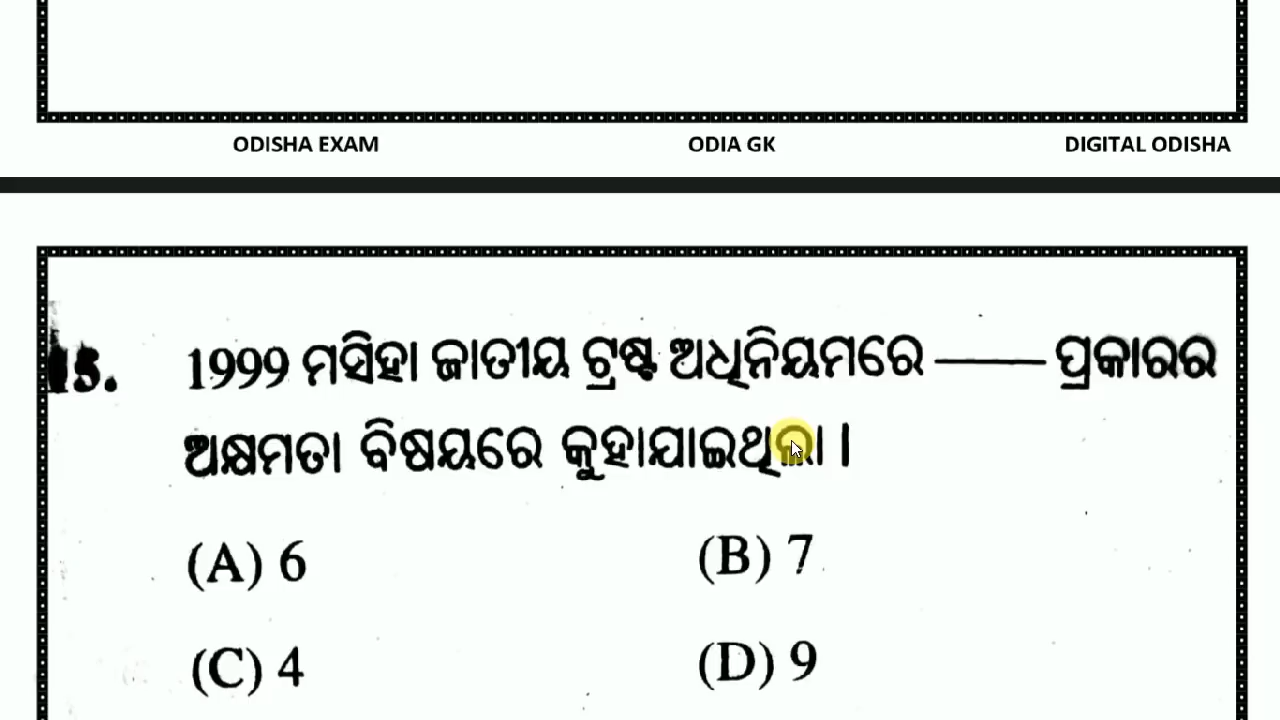 ODISHA EXAM ODIA GK DIGITAL ODISHA
15. 1999 ମସିହା ଜାତୀୟ ଟ୍ରଷ୍ଟ ଅଧିନିୟମରେ —— ପ୍ରକାରର
ଅକ୍ଷମତା ବିଷୟରେ କୁହାଯାଇଥିଲା ।
(A) 6 (B) 7
(C) 4 (D) 9